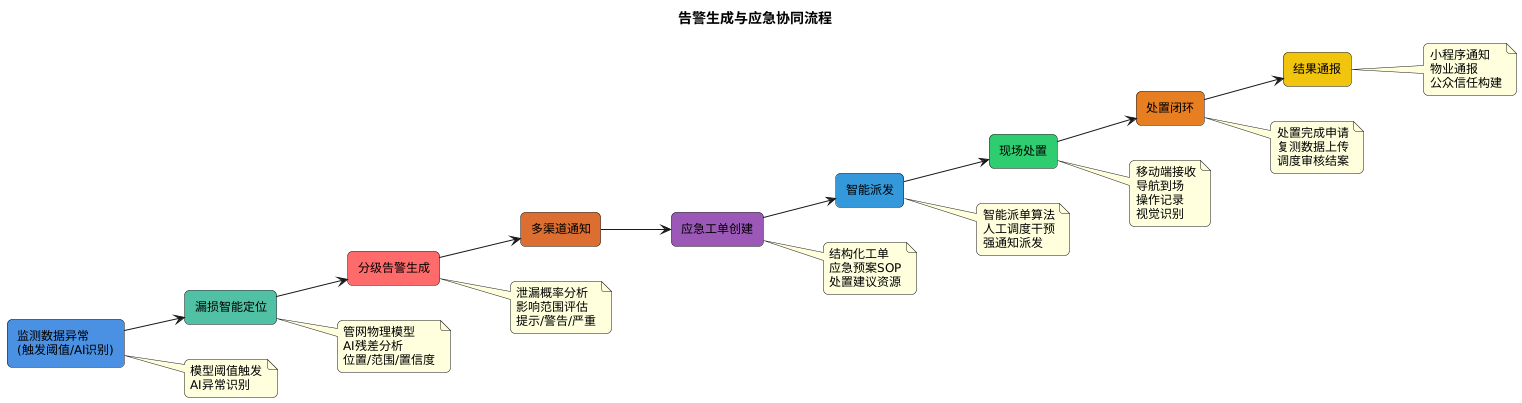 告警生成与应急协同流程
监测数据异常
(触发阈值/AI识别)
模型阈值触发
AI异常识别
漏损智能定位
管网物理模型
AI残差分析
位置/范围/置信度
分级告警生成
泄漏概率分析
影响范围评估
提示/警告/严重
多渠道通知
应急工单创建
结构化工单
应急预案SOP
处置建议资源
智能派发
智能派单算法
人工调度干预
强通知派发
现场处置
移动端接收
导航到场
操作记录
视觉识别
处置闭环
处置完成申请
复测数据上传
调度审核结案
结果通报
小程序通知
物业通报
公众信任构建